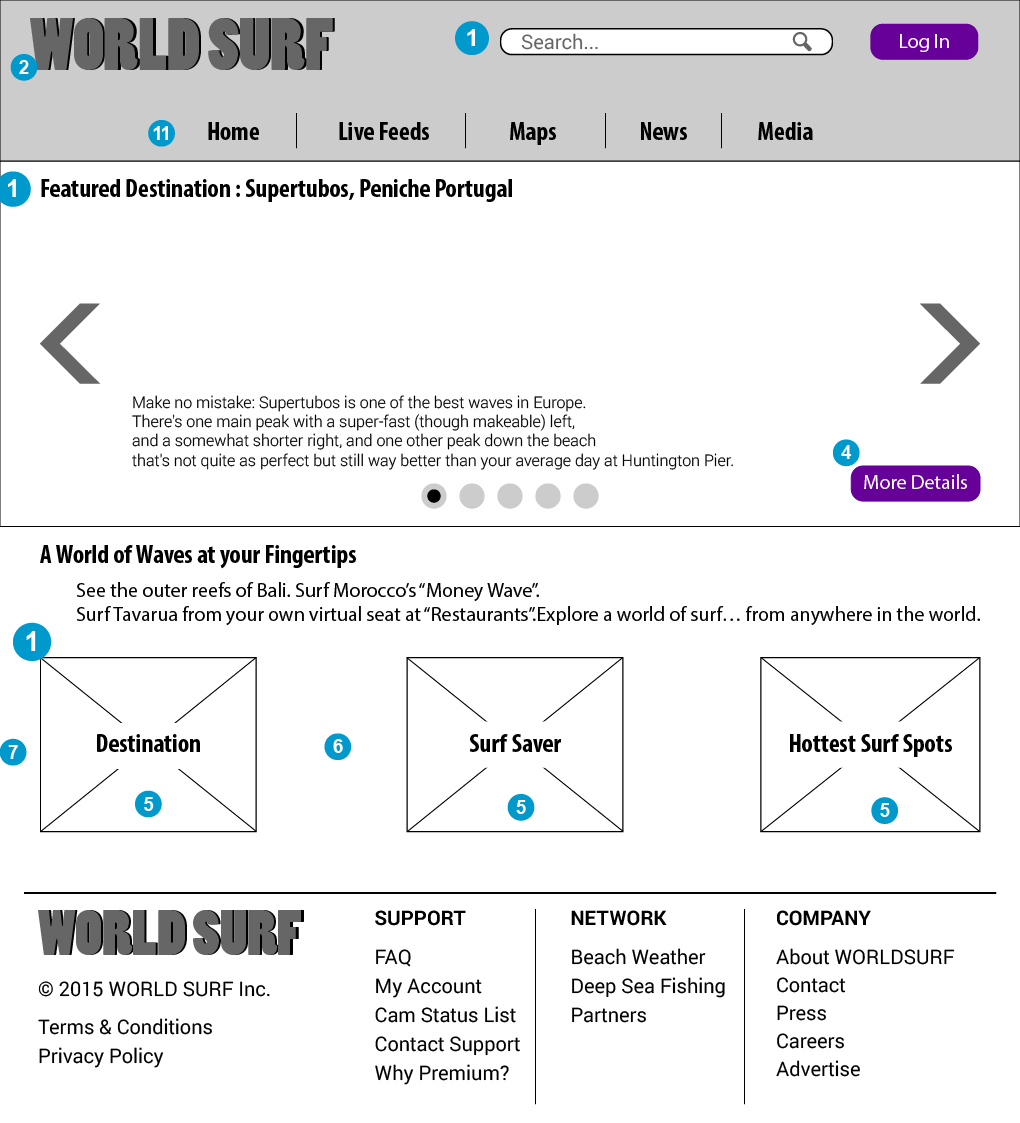 WORLD SURF
1
Search...
Log In
2
11
Home
Live Feeds
Maps
News
Media
1
Featured Destination : Supertubos, Peniche Portugal
Make no mistake: Supertubos is one of the best waves in Europe.
There's one main peak with a super-fast (though makeable) left,
and a somewhat shorter right, and one other peak down the beach
that's not quite as perfect but still way better than your average day at Huntington Pier.
4
More Details
A World of Waves at your Fingertips
See the outer reefs of Bali. Surf Morocco’s “Money Wave”.
Surf Tavarua from your own virtual seat at “Restaurants”.Explore a world of surf… from anywhere in the world.
1
7
Destination
5
6
Surf Saver
5
Hottest Surf Spots
5
WORLD SURF
© 2015 WORLD SURF Inc.
Terms & Conditions
Privacy Policy
SUPPORT
FAQ
My Account
Cam Status List
Contact Support
Why Premium?
NETWORK
Beach Weather
Deep Sea Fishing
Partners
COMPANY
About WORLDSURF
Contact
Press
Careers
Advertise